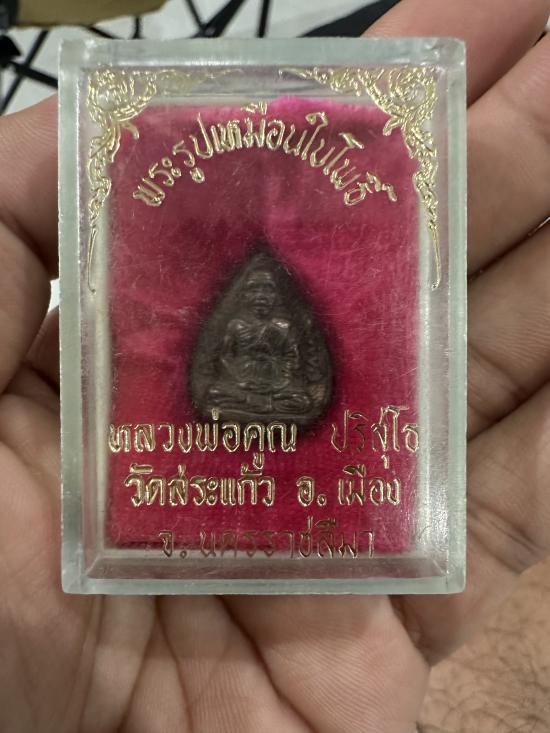 พระรูปเหมือนใบโพธิ์
หลวงพ่อคูณ ปริสุโธ
วัดสระแก้ว อ.เมือง
จ.นครราชสีมา